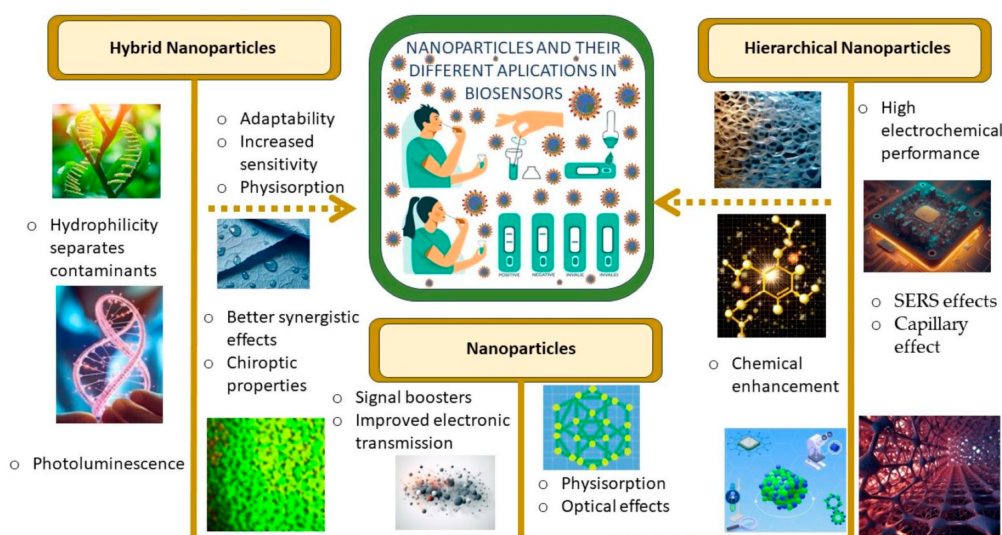 Hybrid Nanoparticles
○ Adaptability
○ Increased
sensitivity
○ Physisorption
○ Hydrophilicity
separates
contaminants
○ Better synergistic
effects
○ Chiroptic
properties
○ Photoluminescence
NANOPARTICLES AND THEIR
DIFFERENT APLICATIONS IN
BIOSENSORS
POSITIVE
NEGATIVE
INVALID
INVALID
Nanoparticles
○ Signal boosters
○ Improved electronic
transmission
○ Physisorption
○ Optical effects
Hierarchical Nanoparticles
○ High
electrochemical
performance
○ SERS effects
○ Capillary
effect
○ Chemical
enhancement